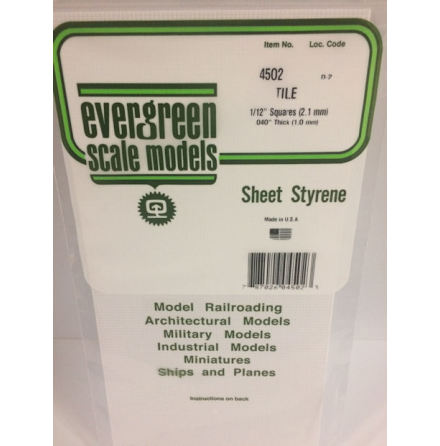 Item No. Loc. Code
4502 D-2
TILE
1/12" Squares (2.1 mm)
.040" Thick (1.0 mm)
evergreen
scale models
Sheet Styrene
Made in U.S.A
Model Railroading
Architectural Models
Military Models
Industrial Models
Miniatures
Ships and Planes
Instructions on back